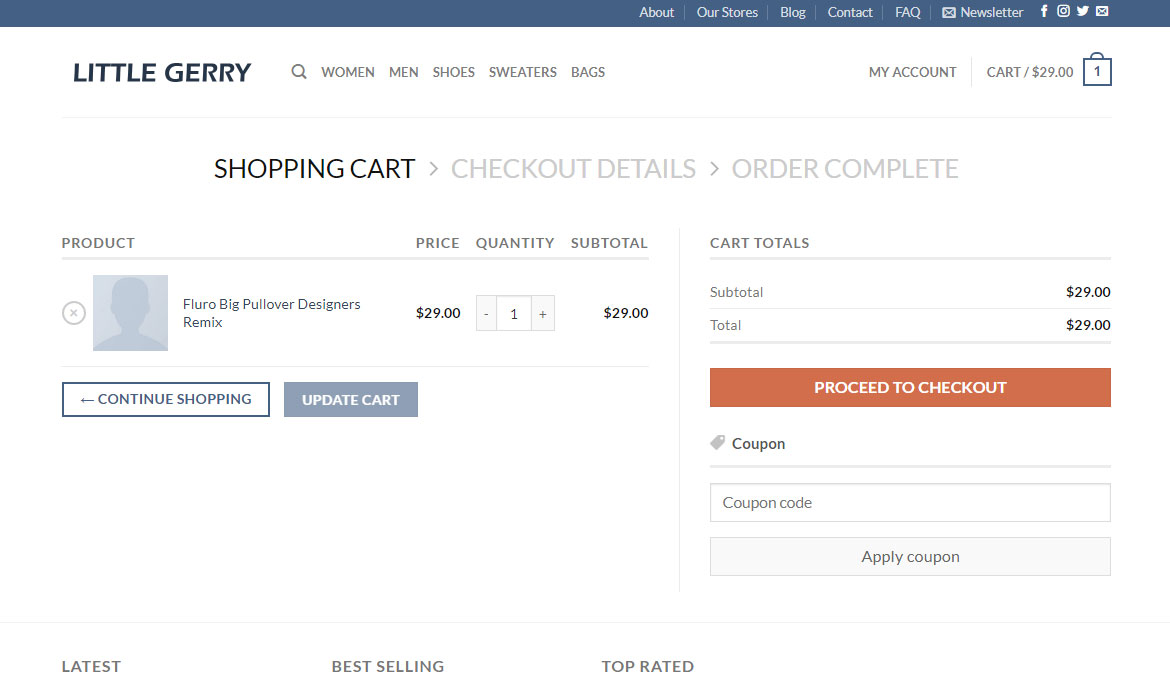 About Our Stores Blog Contact FAQ Newsletter
LITTLE GERRY WOMEN MEN SHOES SWEATERS BAGS MY ACCOUNT CART / $29.00 1
SHOPPING CART > CHECKOUT DETAILS > ORDER COMPLETE
PRODUCT PRICE QUANTITY SUBTOTAL
× Fluro Big Pullover Designers
Remix
$29.00 - 1 + $29.00
← CONTINUE SHOPPING UPDATE CART
CART TOTALS
Subtotal $29.00
Total $29.00
PROCEED TO CHECKOUT
Coupon
Coupon code
Apply coupon
LATEST BEST SELLING TOP RATED